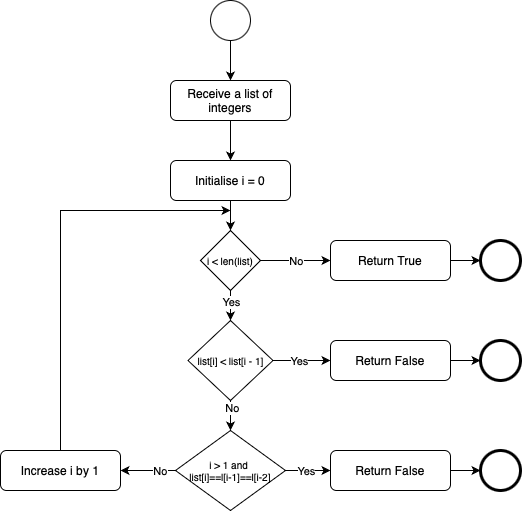 Receive a list of
integers
Initialise i = 0
i < len(list)
No
Return True
Yes
list[i] < list[i - 1]
Yes
Return False
No
i > 1 and
list[i]==l[i-1]==l[i-2]
Yes
Return False
No
Increase i by 1